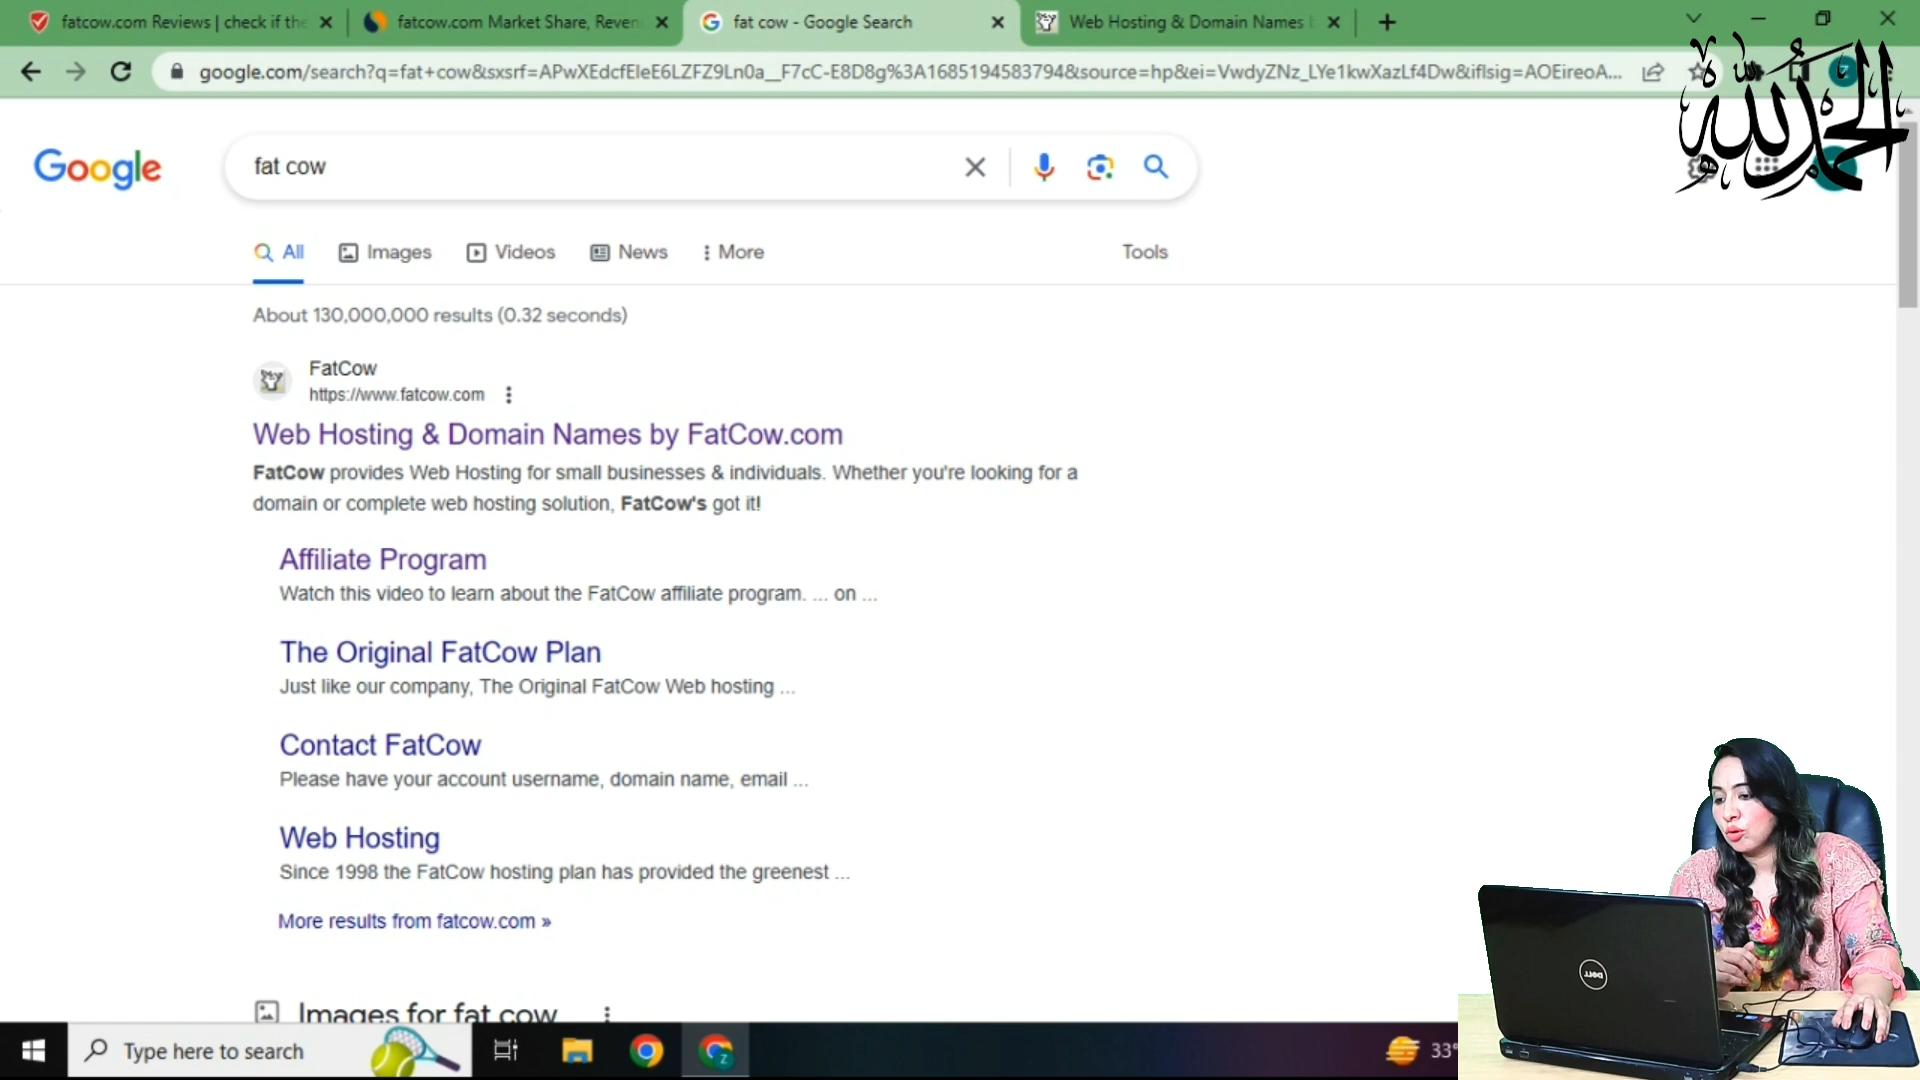 fatcow.com Reviews | check if the
fatcow.com Market Share, Reven
fat cow - Google Search
Web Hosting & Domain Names
google.com/search?q=fat+cow&sxsrf=APwXEdcfEleE6LZFZ9Ln0a__F7cC-E8D8g%3A1685194583794&source=hp&ei=VwdyZNz_LYe1kwXazLf4Dw&iflsig=AOEireoA...
الحمد لله
Google
fat cow
All
Images
Videos
News
More
Tools
About 130,000,000 results (0.32 seconds)
FatCow
https://www.fatcow.com
Web Hosting & Domain Names by FatCow.com
FatCow provides Web Hosting for small businesses & individuals. Whether you're looking for a
domain or complete web hosting solution, FatCow's got it!
Affiliate Program
Watch this video to learn about the FatCow affiliate program. ... on ...
The Original FatCow Plan
Just like our company, The Original FatCow Web hosting ...
Contact FatCow
Please have your account username, domain name, email ...
Web Hosting
Since 1998 the FatCow hosting plan has provided the greenest ...
More results from fatcow.com »
Images for fat cow
Type here to search
33°
DELL